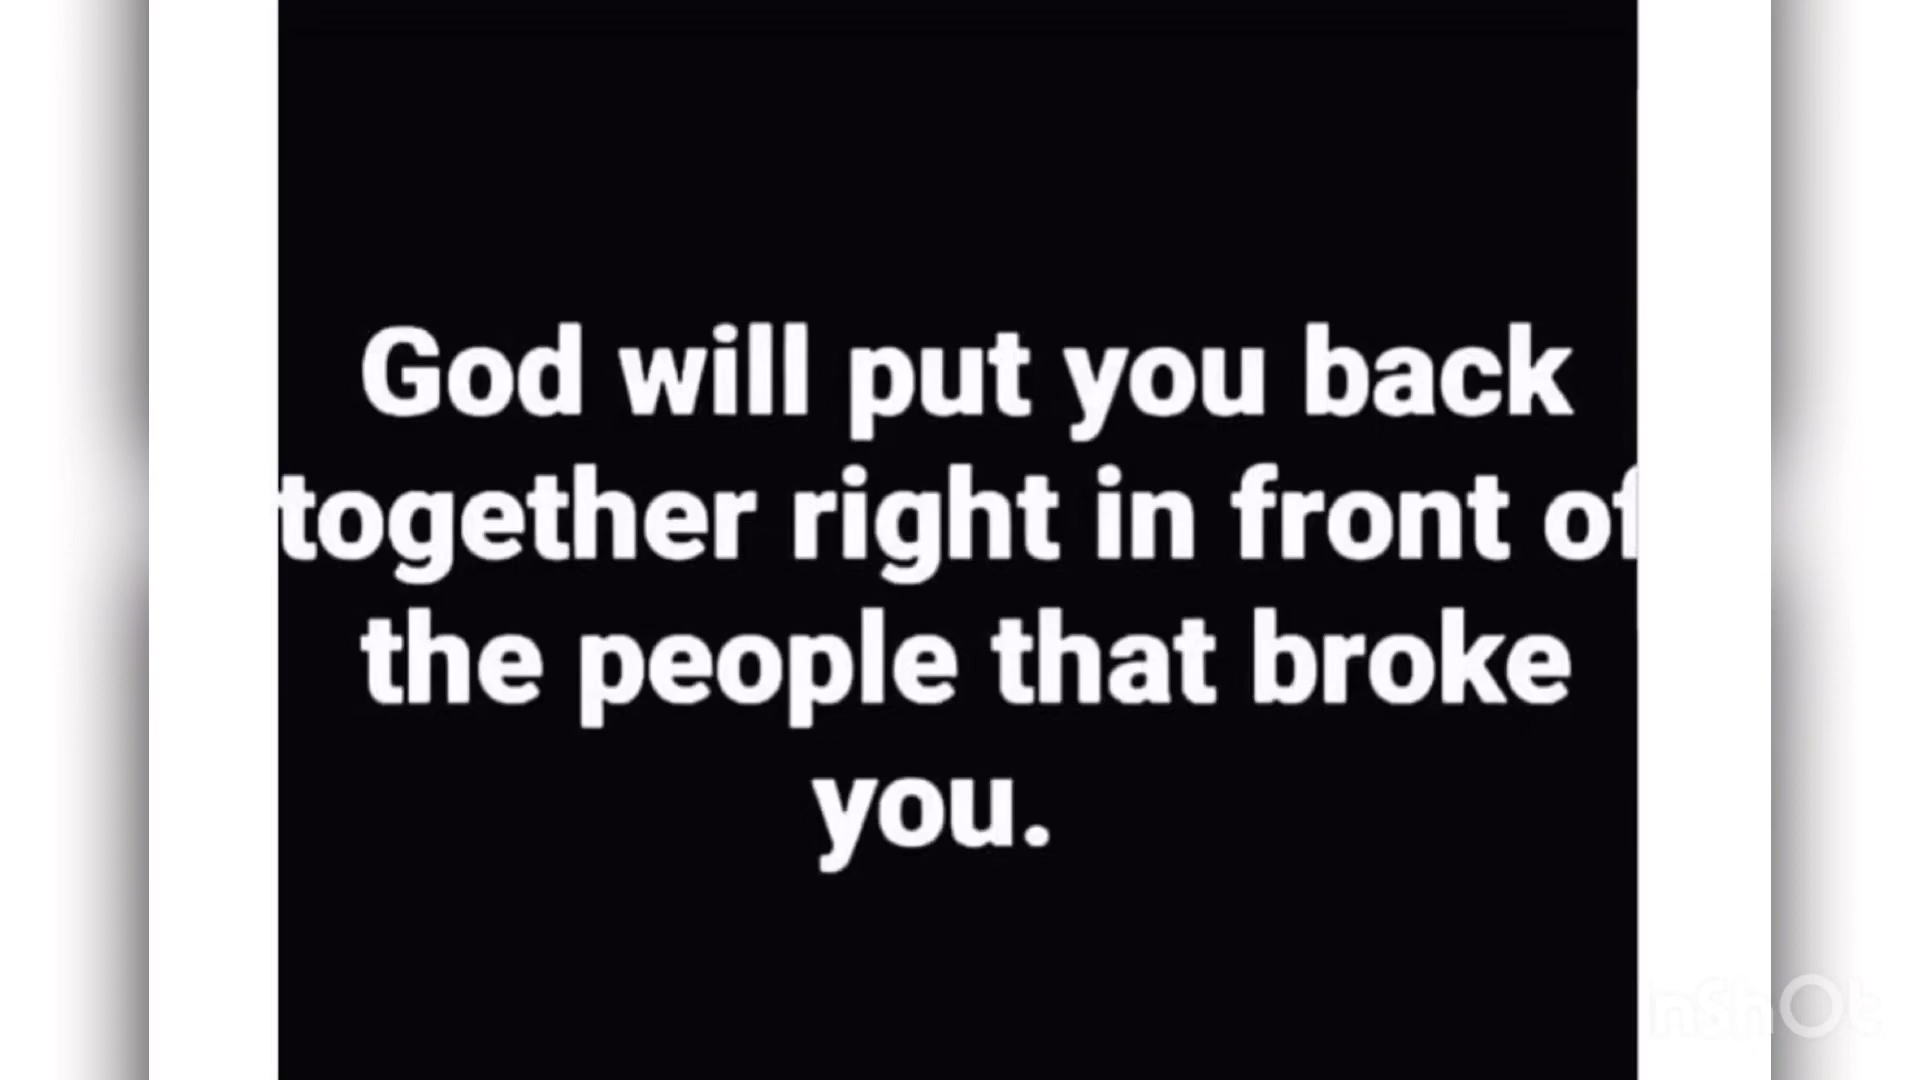 God will put you back
together right in front of
the people that broke
you.